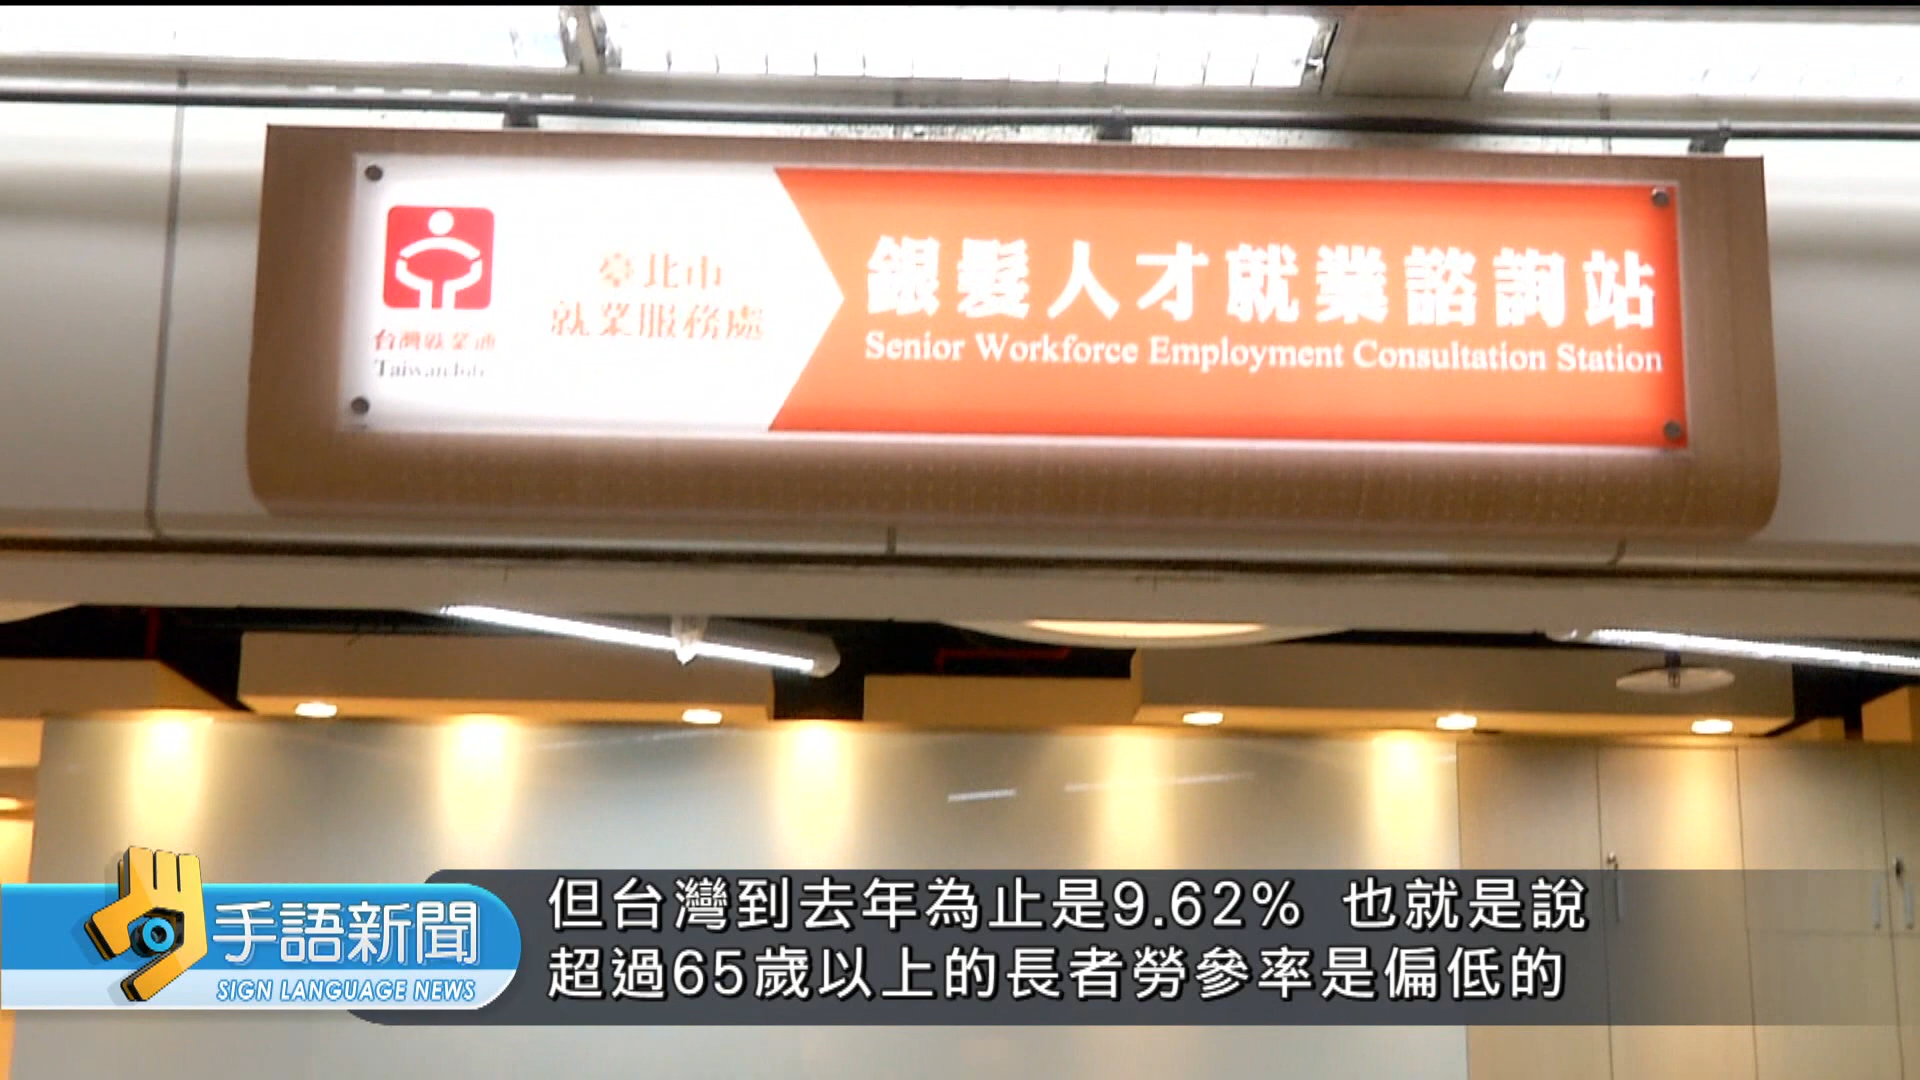 臺北市
就業服務處
台灣就業通
Taiwanjobs
銀髮人才就業諮詢站
Senior Workforce Employment Consultation Station
手語新聞
SIGN LANGUAGE NEWS
但台灣到去年為止是9.62% 也就是說
超過65歲以上的長者勞參率是偏低的